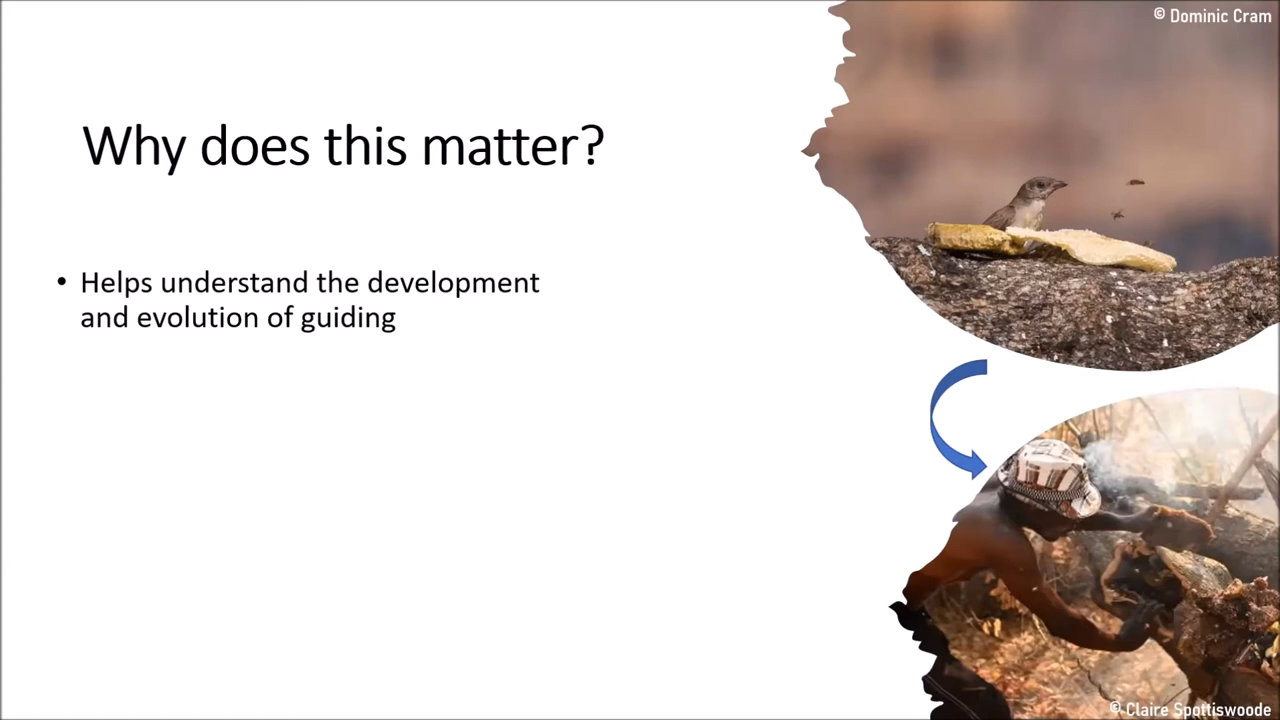 © Dominic Cram
Why does this matter?
• Helps understand the development
and evolution of guiding
© Claire Spottiswoode